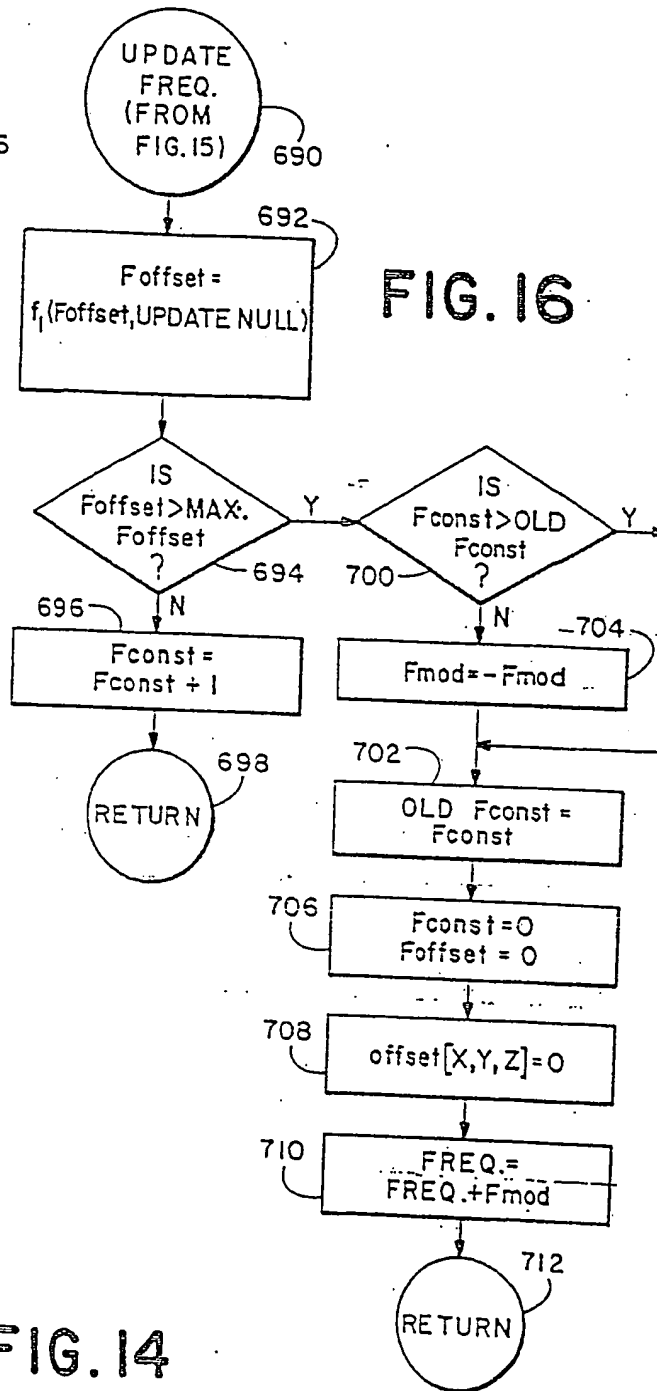 UPDATE
FREQ.
(FROM
FIG.15)
690
692
Foffset =
f₁(Foffset,UPDATE NULL)
FIG. 16
IS
Foffset>MAX.
Foffset
?
694
Y
N
IS
Fconst>OLD
Fconst
?
700
Y
N
696
Fconst=
Fconst + 1
704
Fmod=-Fmod
698
RETURN
702
OLD Fconst=
Fconst
706
Fconst=0
Foffset = 0
708
offset[X,Y,Z]=0
710
FREQ.=
FREQ.+Fmod
712
RETURN
FIG.14